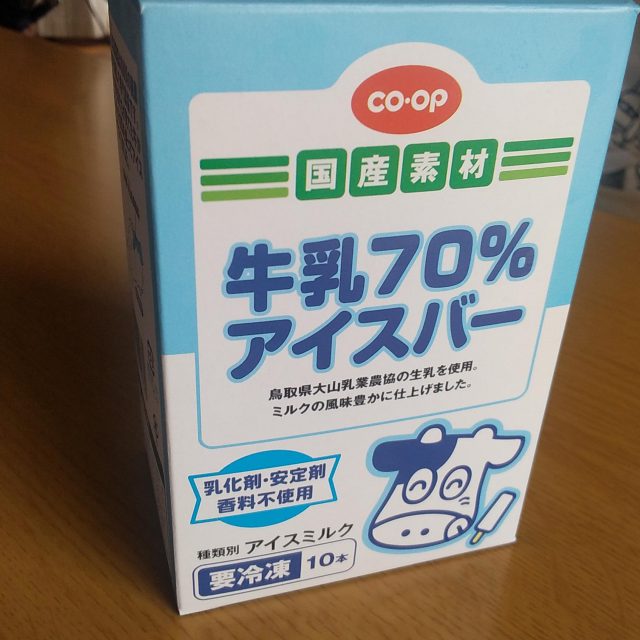 CO·OP
国産素材
牛乳70%
アイスバー
鳥取県大山乳業農協の生乳を使用。
ミルクの風味豊かに仕上げました。
乳化剤・安定剤
香料不使用
種類別 アイスミルク
要冷凍 10本